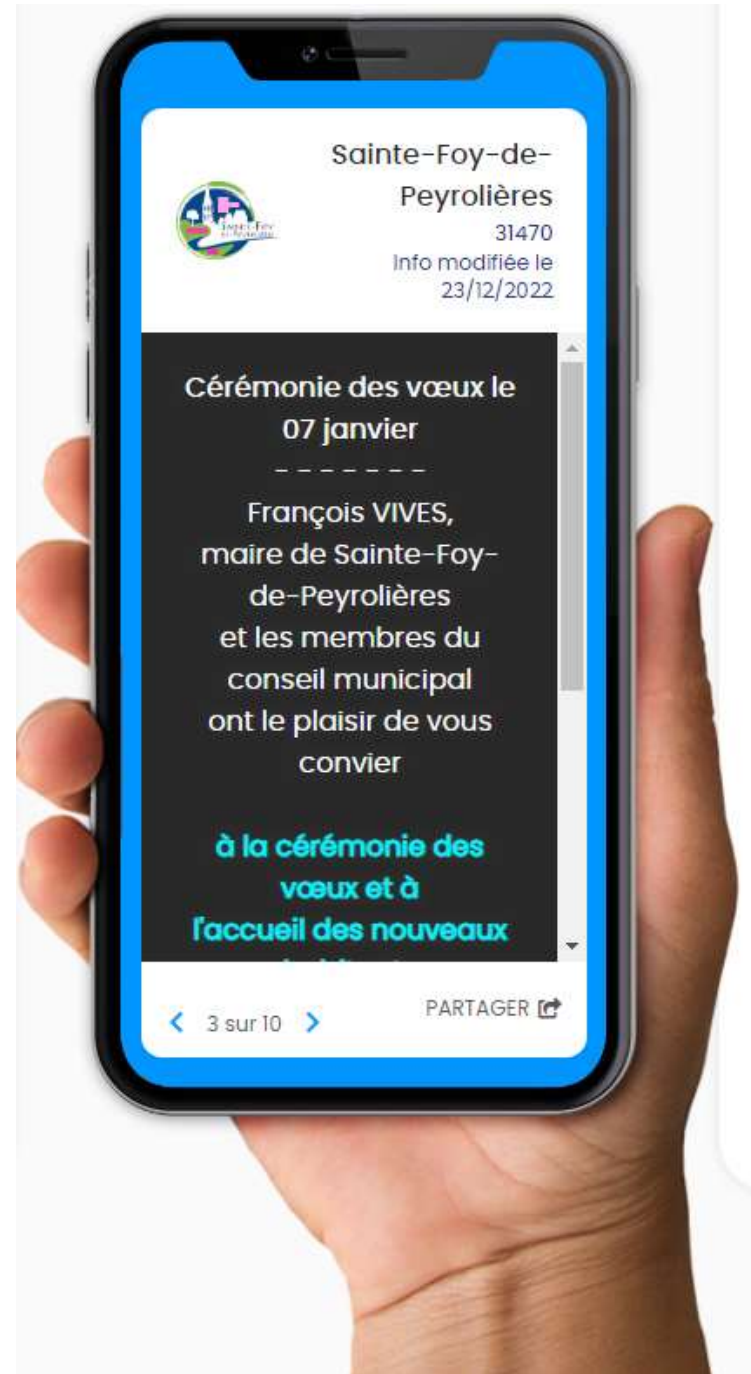 Sainte-Foy-de-
Peyrolières
31470
Info modifiée le
23/12/2022
Cérémonie des vœux le
07 janvier
- - - - - - -
François VIVES,
maire de Sainte-Foy-
de-Peyrolières
et les membres du
conseil municipal
ont le plaisir de vous
convier
à la cérémonie des
vœux et à
l'accueil des nouveaux
3 sur 10
PARTAGER